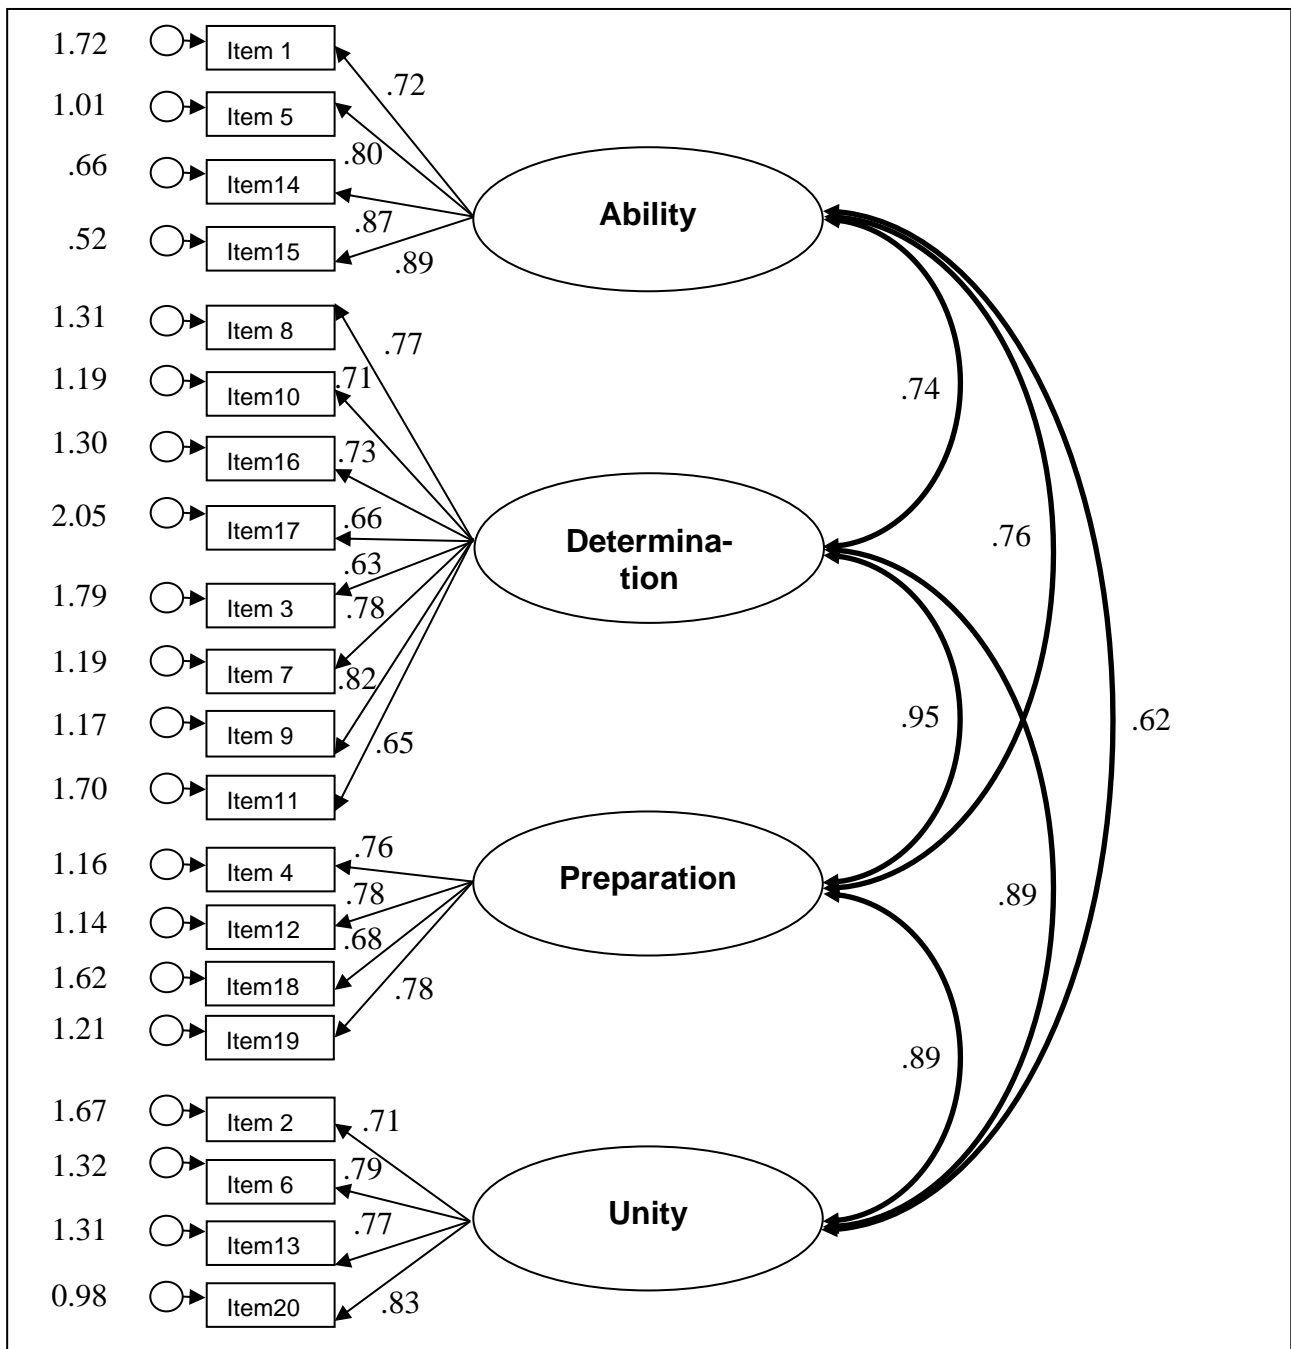 1.72 Item 1 .72
1.01 Item 5 .80
.66 Item14 .87
.52 Item15 .89
Ability
1.31 Item 8 .77
1.19 Item10 .71
1.30 Item16 .73
2.05 Item17 .66
1.79 Item 3 .63
1.19 Item 7 .78
1.17 Item 9 .82
1.70 Item11 .65
Determina-
tion
1.16 Item 4 .76
1.14 Item12 .78
1.62 Item18 .68
1.21 Item19 .78
Preparation
1.67 Item 2 .71
1.32 Item 6 .79
1.31 Item13 .77
0.98 Item20 .83
Unity
.74
.76
.95
.62
.89
.89